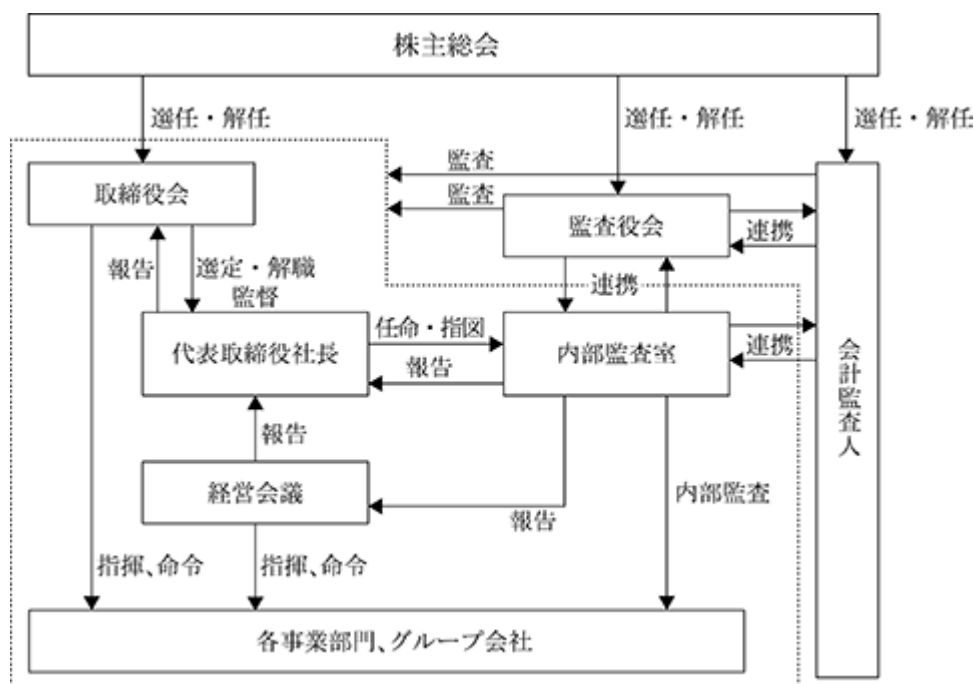 株主総会
選任・解任
選任・解任
選任・解任
監査
取締役会
監査
監査役会
連携
報告
選定・解職
監督
連携
任命・指図
代表取締役社長
内部監査室
連携
報告
会計監査人
報告
経営会議
内部監査
報告
指揮、命令
指揮、命令
各事業部門、グループ会社